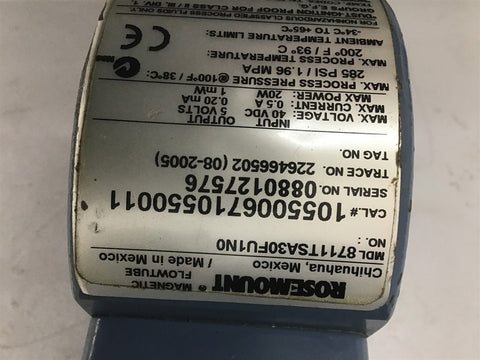 ROSEMOUNT® MAGNETIC FLOWTUBE
Chihuahua, Mexico / Made in Mexico
MDL 8711TSA30FU1N0
NO.:
CAL.# 1055006710550011
SERIAL NO. 0880127576
TRACE NO. 226466502 (08-2005)
TAG NO.
INPUT OUTPUT
MAX. VOLTAGE: 40 VDC 5 VOLTS
MAX. CURRENT: 0.5 A 0.20 mA
MAX POWER: 20W 1 mW
MAX. PROCESS PRESSURE @100°F / 38°C:
285 PSI / 1.96 MPA
MAX. PROCESS TEMPERATURE:
200°F / 93°C
AMBIENT TEMPERATURE LIMITS:
-34° TO +65°C
CE